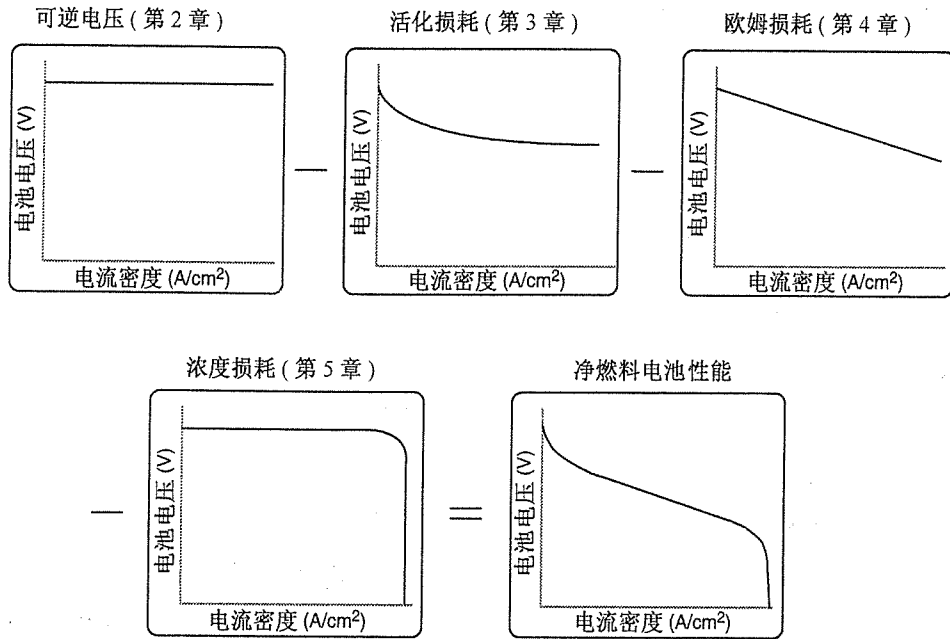 可逆电压 ( 第 2 章 )
活化损耗 ( 第 3 章 )
欧姆损耗 ( 第 4 章 )
电池电压 (V)
电流密度 (A/cm²)
电池电压 (V)
电流密度 (A/cm²)
电池电压 (V)
电流密度 (A/cm²)
浓度损耗 ( 第 5 章 )
净燃料电池性能
电池电压 (V)
电流密度 (A/cm²)
电池电压 (V)
电流密度 (A/cm²)